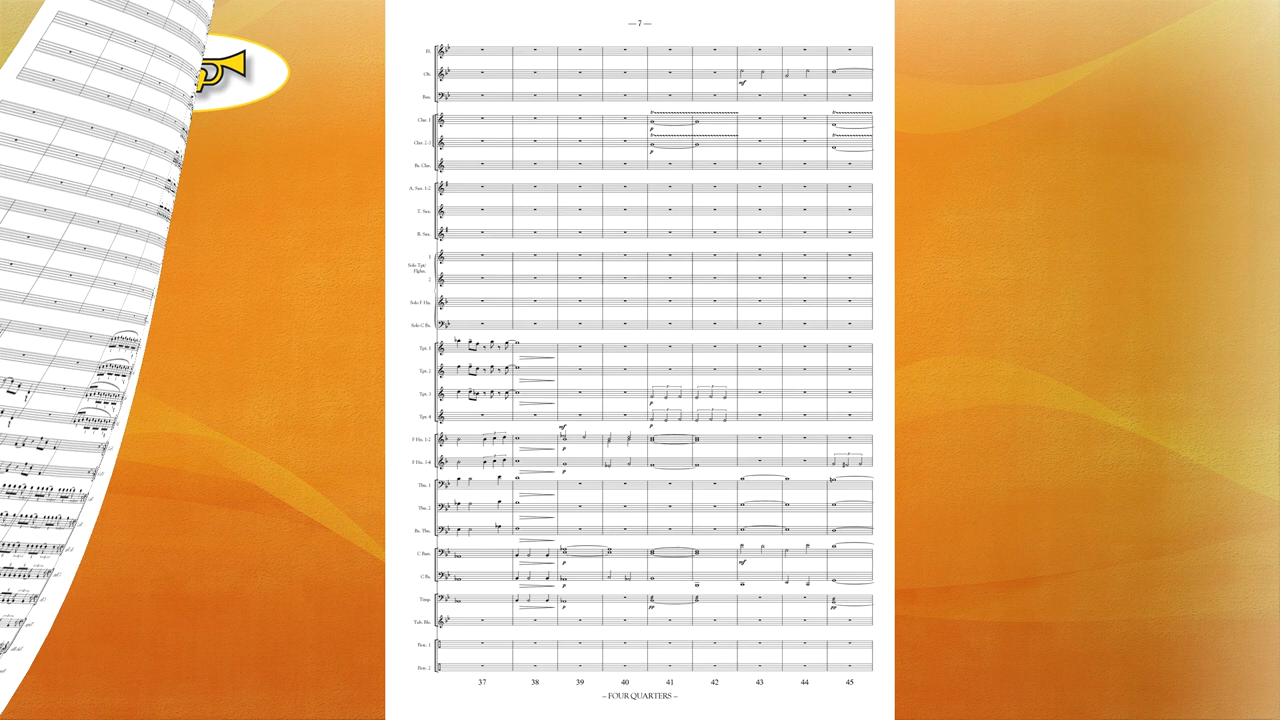 — 7 —
Fl.
Ob.
Bsn.
Clar. 1
Clar. 2-3
Bs. Clar.
A. Sax. 1-2
T. Sax.
B. Sax.
1
Solo Tpt/
Flghn.
2
Solo F Hn.
Solo C Bs.
Tpt. 1
Tpt. 2
Tpt. 3
Tpt. 4
F Hn. 1-2
F Hn. 3-4
Tbn. 1
Tbn. 2
Bs. Tbn.
C Bari.
C Bs.
Timp.
Tub. Bls.
Perc. 1
Perc. 2
37 38 39 40 41 42 43 44 45
– FOUR QUARTERS –